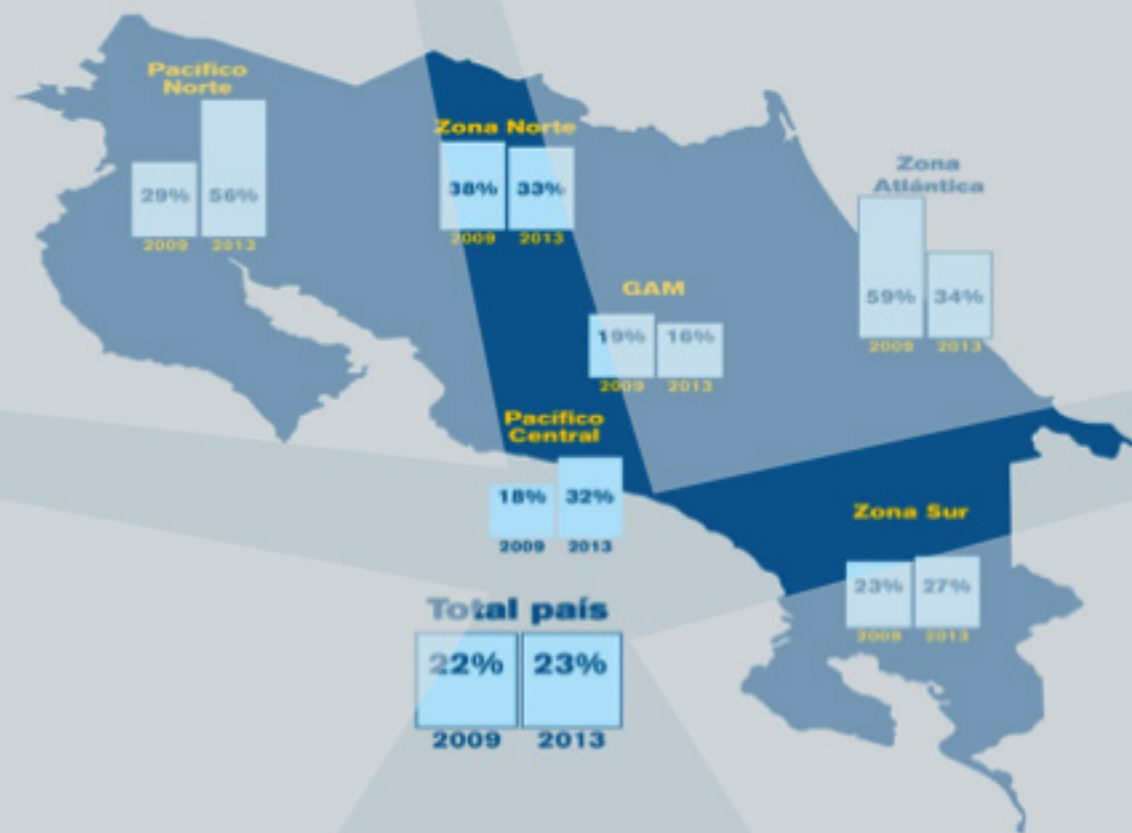 Pacífico
Norte
29% 56%
2009 2013
Zona Norte
38% 33%
2009 2013
Zona
Atlántica
59% 34%
2009 2013
GAM
19% 16%
2009 2013
Pacífico
Central
18% 32%
2009 2013
Zona Sur
23% 27%
2009 2013
Total país
22% 23%
2009 2013